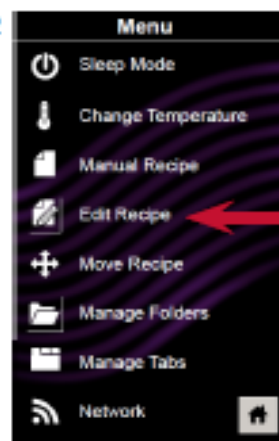 Menu
Sleep Mode
Change Temperature
Manual Recipe
Edit Recipe
Move Recipe
Manage Folders
Manage Tabs
Network